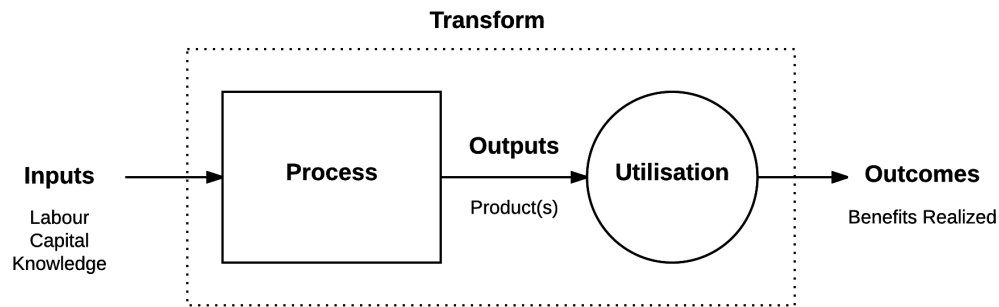 Transform
Inputs
Labour
Capital
Knowledge
Process
Outputs
Product(s)
Utilisation
Outcomes
Benefits Realized